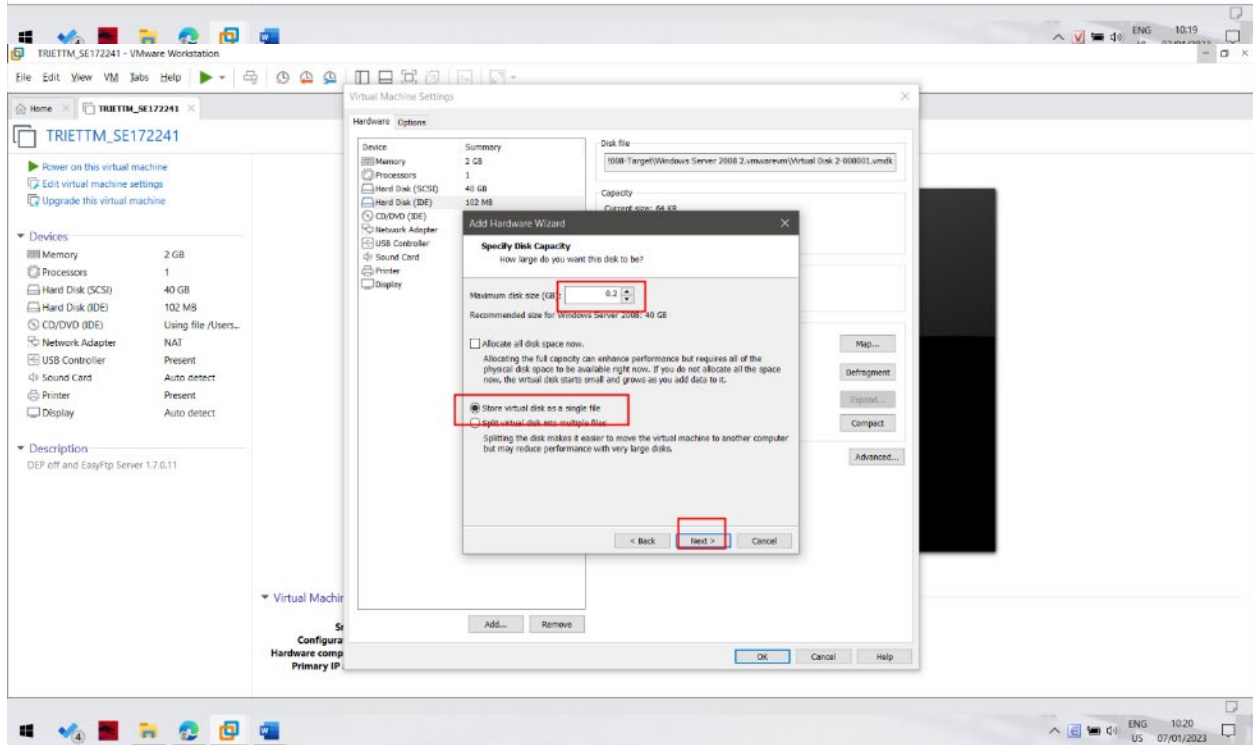 ENG 10:19
TRIETTM_SE172241 - VMware Workstation
File Edit View VM Tabs Help
Home TRIETTM_SE172241
TRIETTM_SE172241
Power on this virtual machine
Edit virtual machine settings
Upgrade this virtual machine
Devices
Memory 2 GB
Processors 1
Hard Disk (SCSI) 40 GB
Hard Disk (IDE) 102 MB
CD/DVD (IDE) Using file /Users...
Network Adapter NAT
USB Controller Present
Sound Card Auto detect
Printer Present
Display Auto detect
Description
DEP off and EasyFtp Server 1.7.0.11
Virtual Machine Settings
Hardware Options
Device Summary
Memory 2 GB
Processors 1
Hard Disk (SCSI) 40 GB
Hard Disk (IDE) 102 MB
CD/DVD (IDE)
Network Adapter
USB Controller
Sound Card
Printer
Display
Disk file
008-Target\Windows Server 2008 2.vmwarevm\Virtual Disk 2-000001.vmdk
Capacity
Current size: 64 KB
Add Hardware Wizard
Specify Disk Capacity
How large do you want this disk to be?
Maximum disk size (GB): 0.2
Recommended size for Windows Server 2008: 40 GB
Allocate all disk space now.
Allocating the full capacity can enhance performance but requires all of the
physical disk space to be available right now. If you do not allocate all the space
now, the virtual disk starts small and grows as you add data to it.
Store virtual disk as a single file
Split virtual disk into multiple files
Splitting the disk makes it easier to move the virtual machine to another computer
but may reduce performance with very large disks.
< Back Next > Cancel
Map...
Defragment
Expand...
Compact
Advanced...
Add... Remove
OK Cancel Help
Virtual Machin
Configura
Hardware comp
Primary IP
4
ENG 10:20
US 07/01/2023